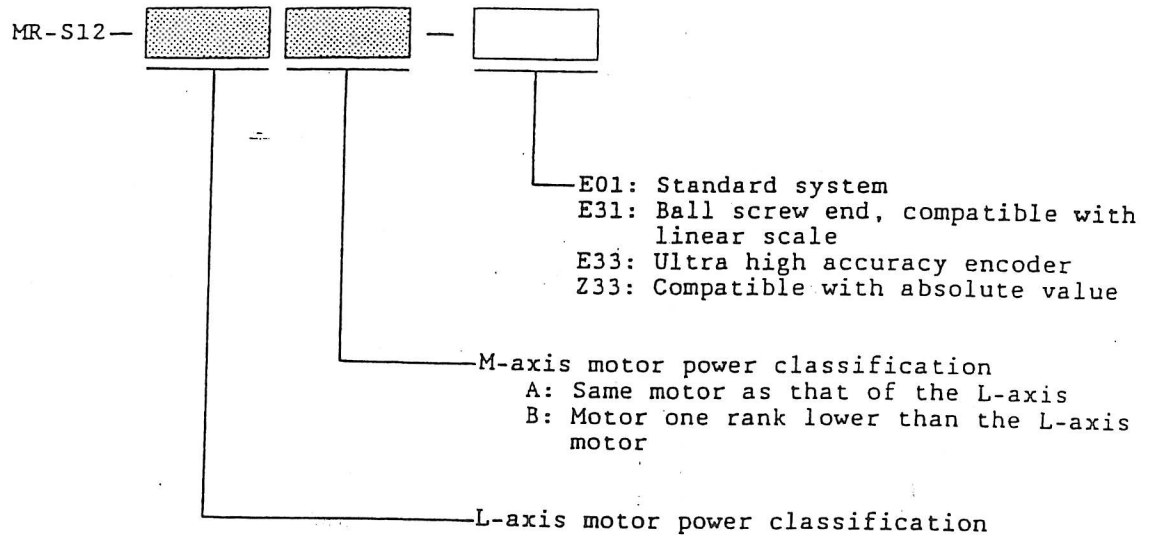 MR-S12— —
E01: Standard system
E31: Ball screw end, compatible with
linear scale
E33: Ultra high accuracy encoder
Z33: Compatible with absolute value
M-axis motor power classification
A: Same motor as that of the L-axis
B: Motor one rank lower than the L-axis
motor
L-axis motor power classification